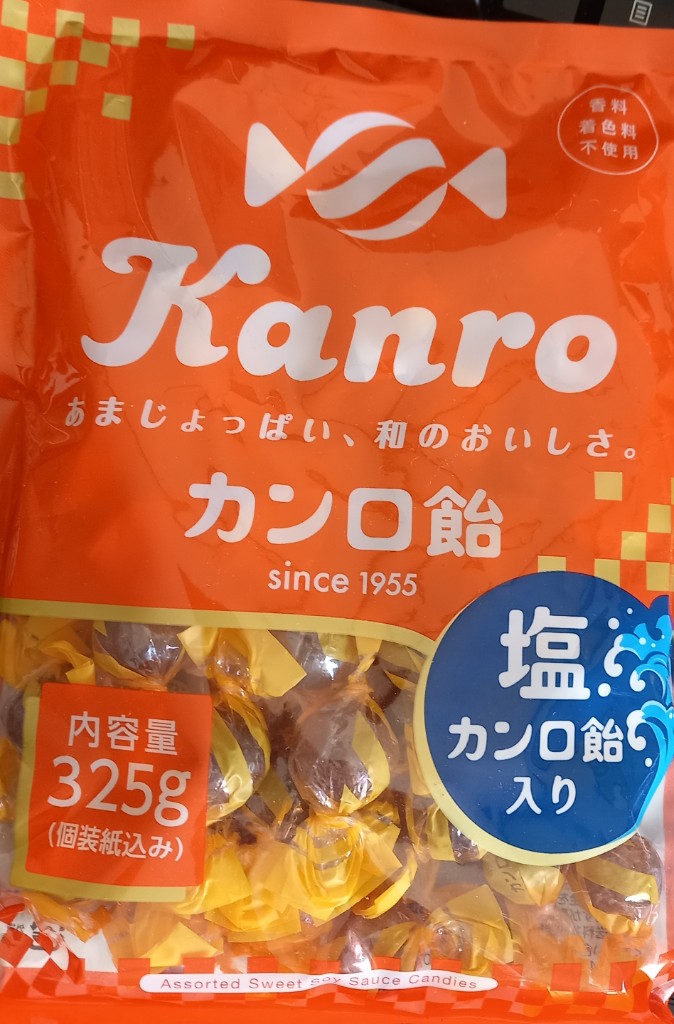 香料
着色料
不使用
Kanro
あまじょっぱい、和のおいしさ。
カンロ飴
since 1955
塩
カンロ飴
入り
内容量
325g
(個装紙込み)
Assorted Sweet Soy Sauce Candies